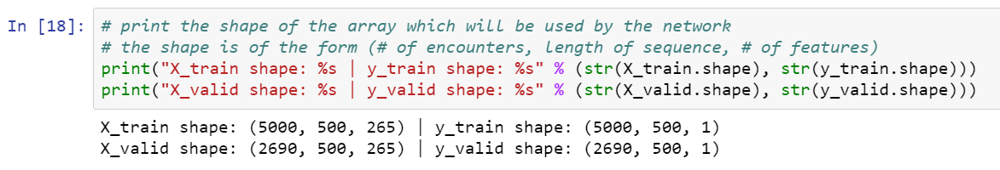 In [18]: # print the shape of the array which will be used by the network
# the shape is of the form (# of encounters, length of sequence, # of features)
print("X_train shape: %s | y_train shape: %s" % (str(X_train.shape), str(y_train.shape)))
print("X_valid shape: %s | y_valid shape: %s" % (str(X_valid.shape), str(y_valid.shape)))
X_train shape: (5000, 500, 265) | y_train shape: (5000, 500, 1)
X_valid shape: (2690, 500, 265) | y_valid shape: (2690, 500, 1)